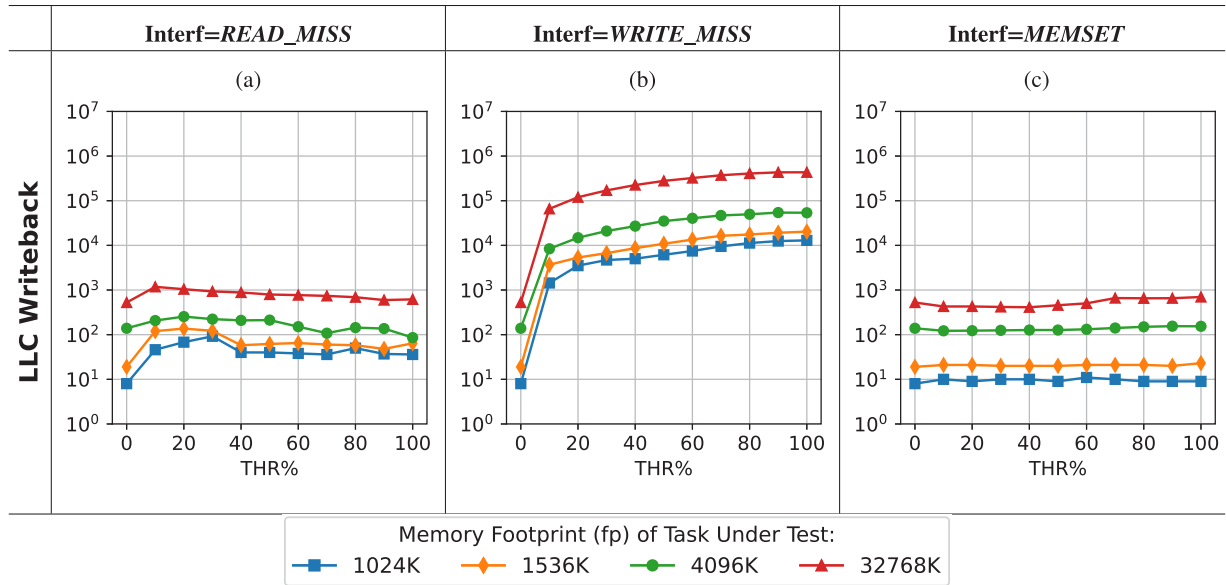 Interf=READ_MISS Interf=WRITE_MISS Interf=MEMSET
(a) (b) (c)
LLC Writeback
10^7 10^7 10^7
10^6 10^6 10^6
10^5 10^5 10^5
10^4 10^4 10^4
10^3 10^3 10^3
10^2 10^2 10^2
10^1 10^1 10^1
10^0 10^0 10^0
0 20 40 60 80 100 0 20 40 60 80 100 0 20 40 60 80 100
THR% THR% THR%
Memory Footprint (fp) of Task Under Test:
1024K 1536K 4096K 32768K